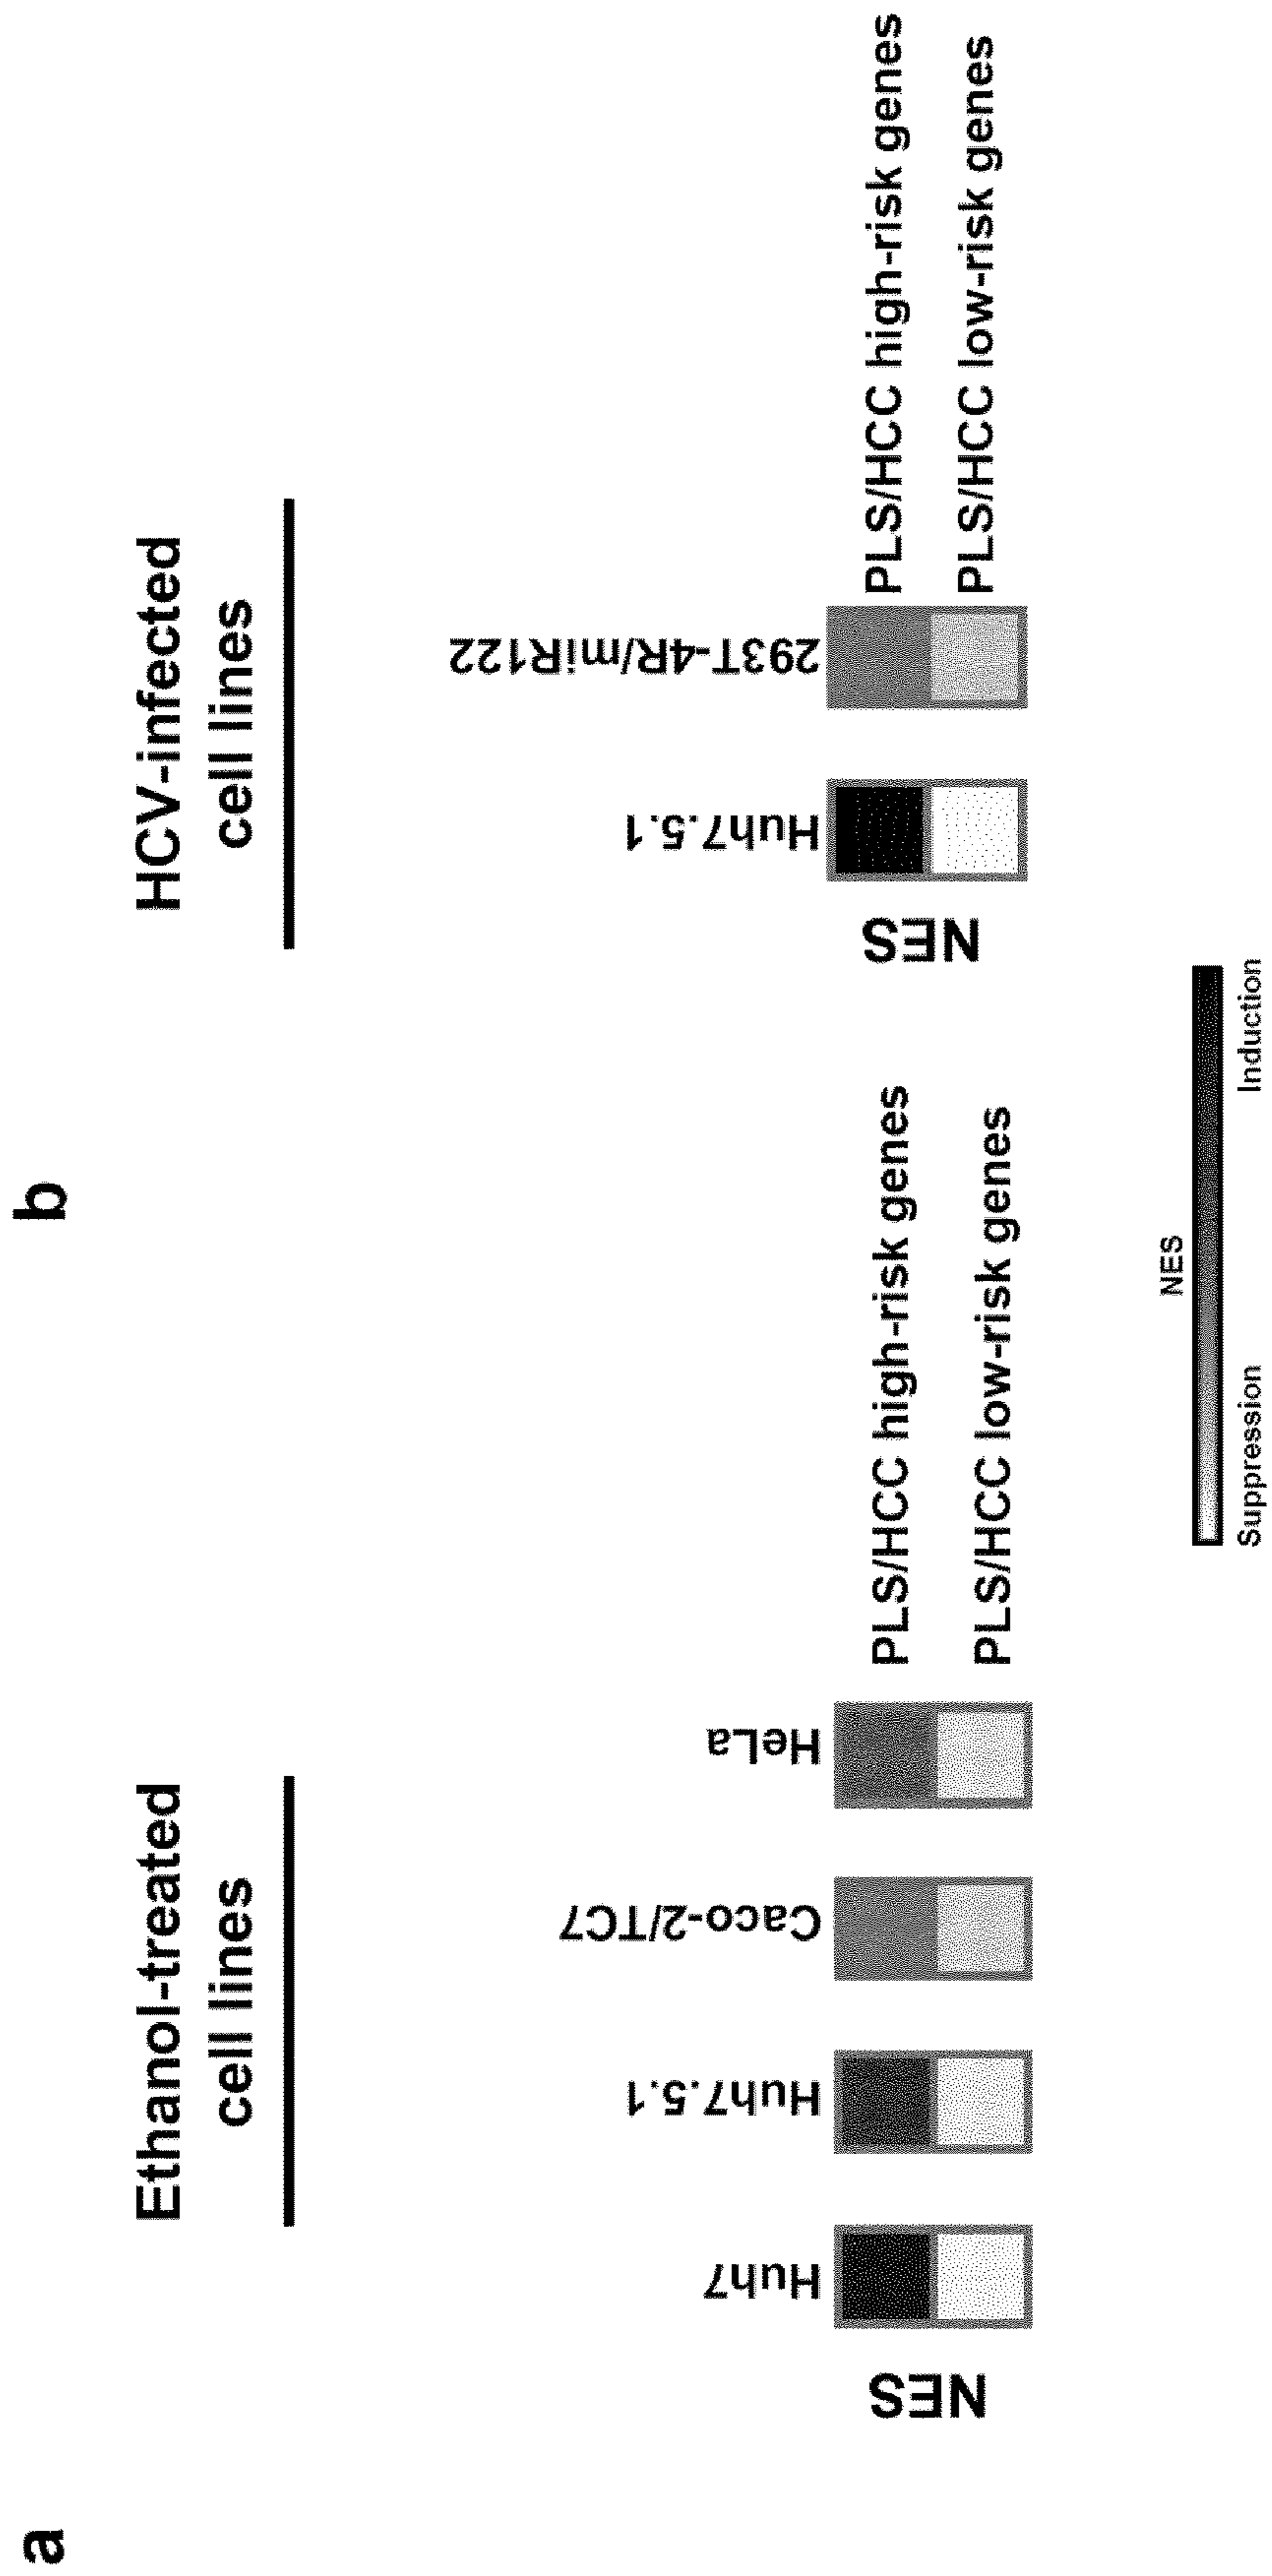 a
Ethanol-treated
cell lines
NES
Huh7
Huh7.5.1
Caco-2/TC7
HeLa
PLS/HCC high-risk genes
PLS/HCC low-risk genes
b
HCV-infected
cell lines
NES
Huh7.5.1
293T-4R/miR122
PLS/HCC high-risk genes
PLS/HCC low-risk genes
NES
Suppression
Induction